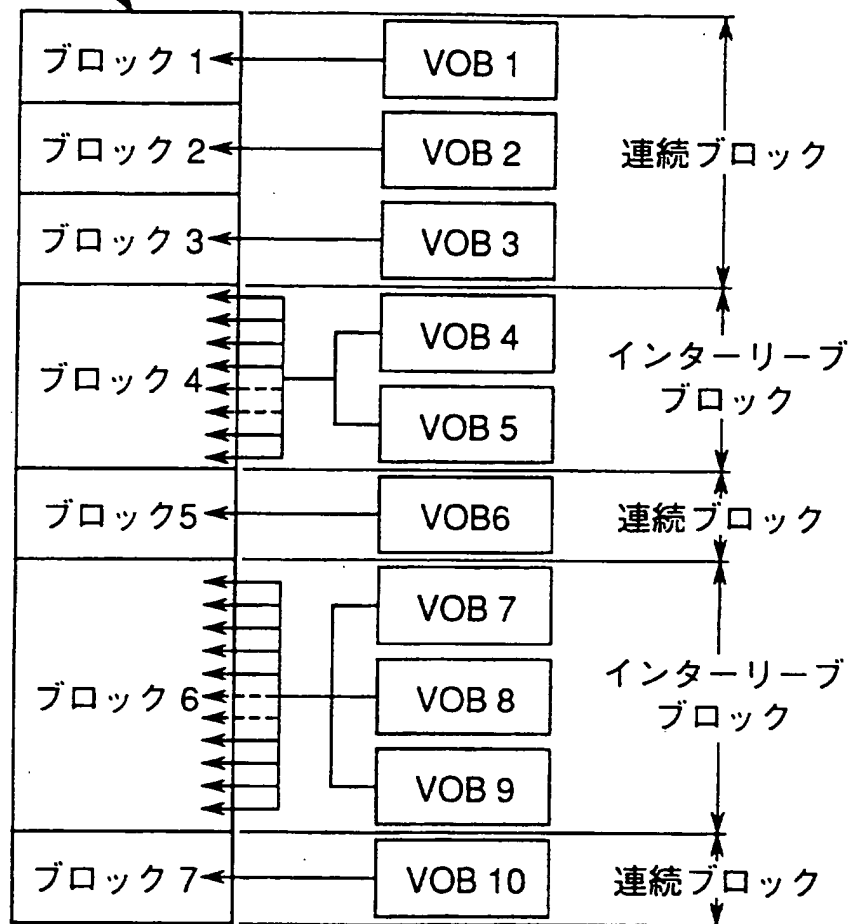 ブロック 1
VOB 1
ブロック 2
VOB 2
連続ブロック
ブロック 3
VOB 3
ブロック 4
VOB 4
VOB 5
インターリーブ
ブロック
ブロック5
VOB6
連続ブロック
ブロック 6
VOB 7
VOB 8
VOB 9
インターリーブ
ブロック
ブロック 7
VOB 10
連続ブロック